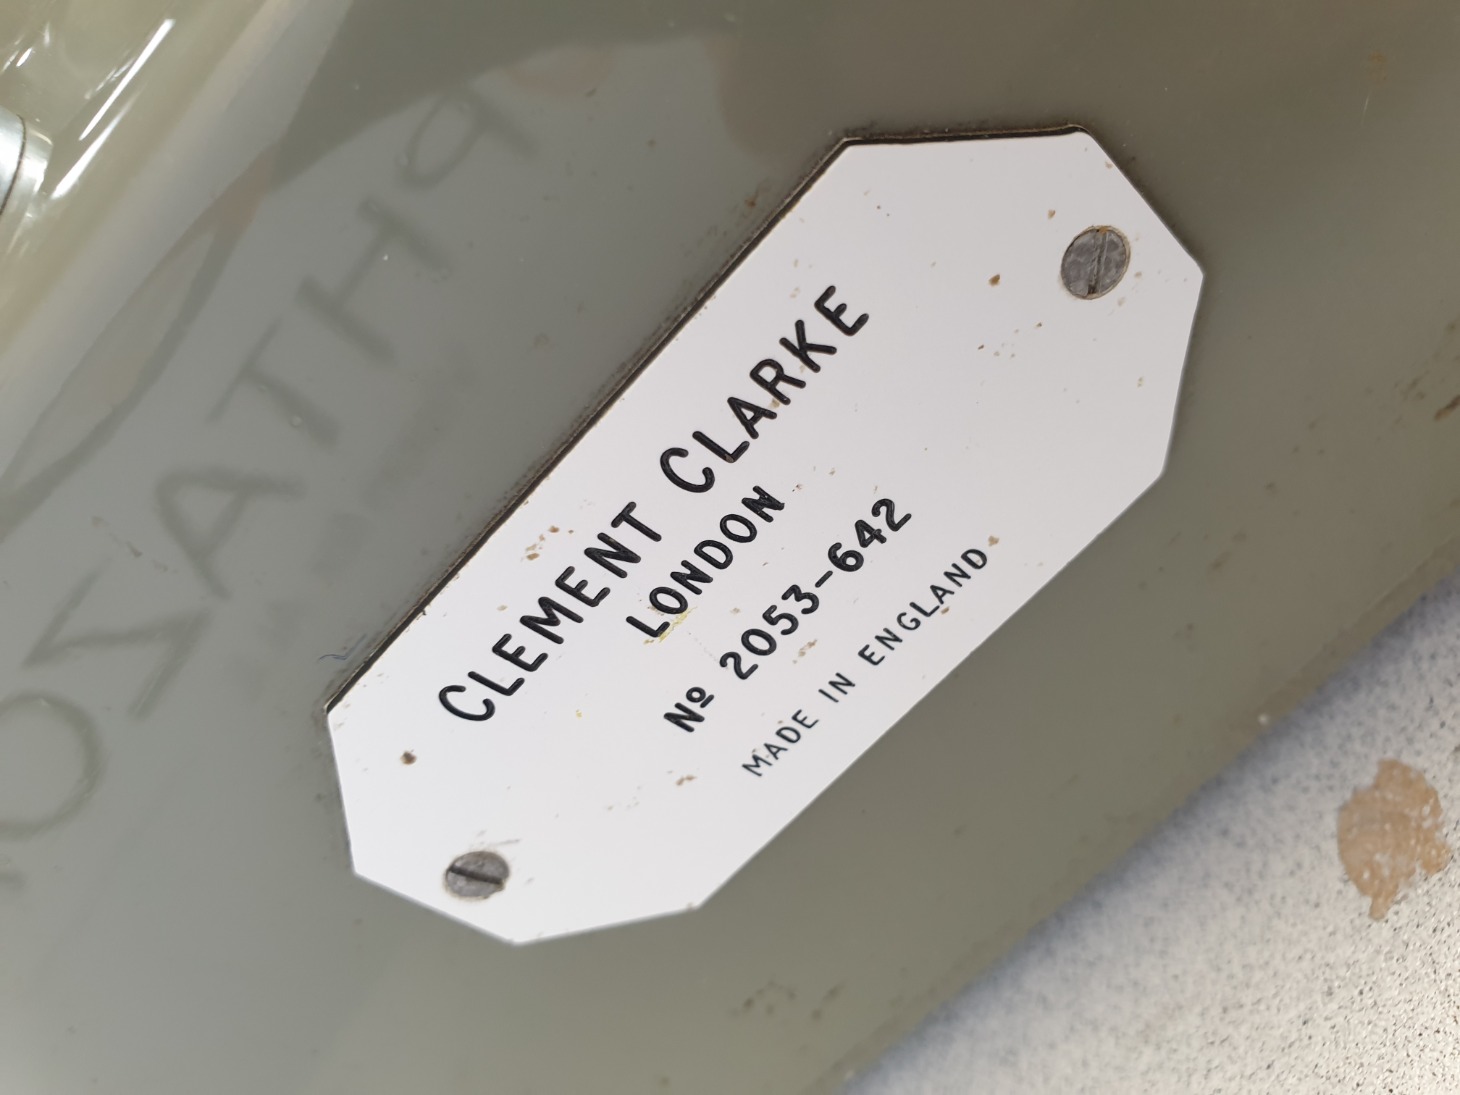 CLEMENT CLARKE
LONDON
Nº 2053-642
MADE IN ENGLAND